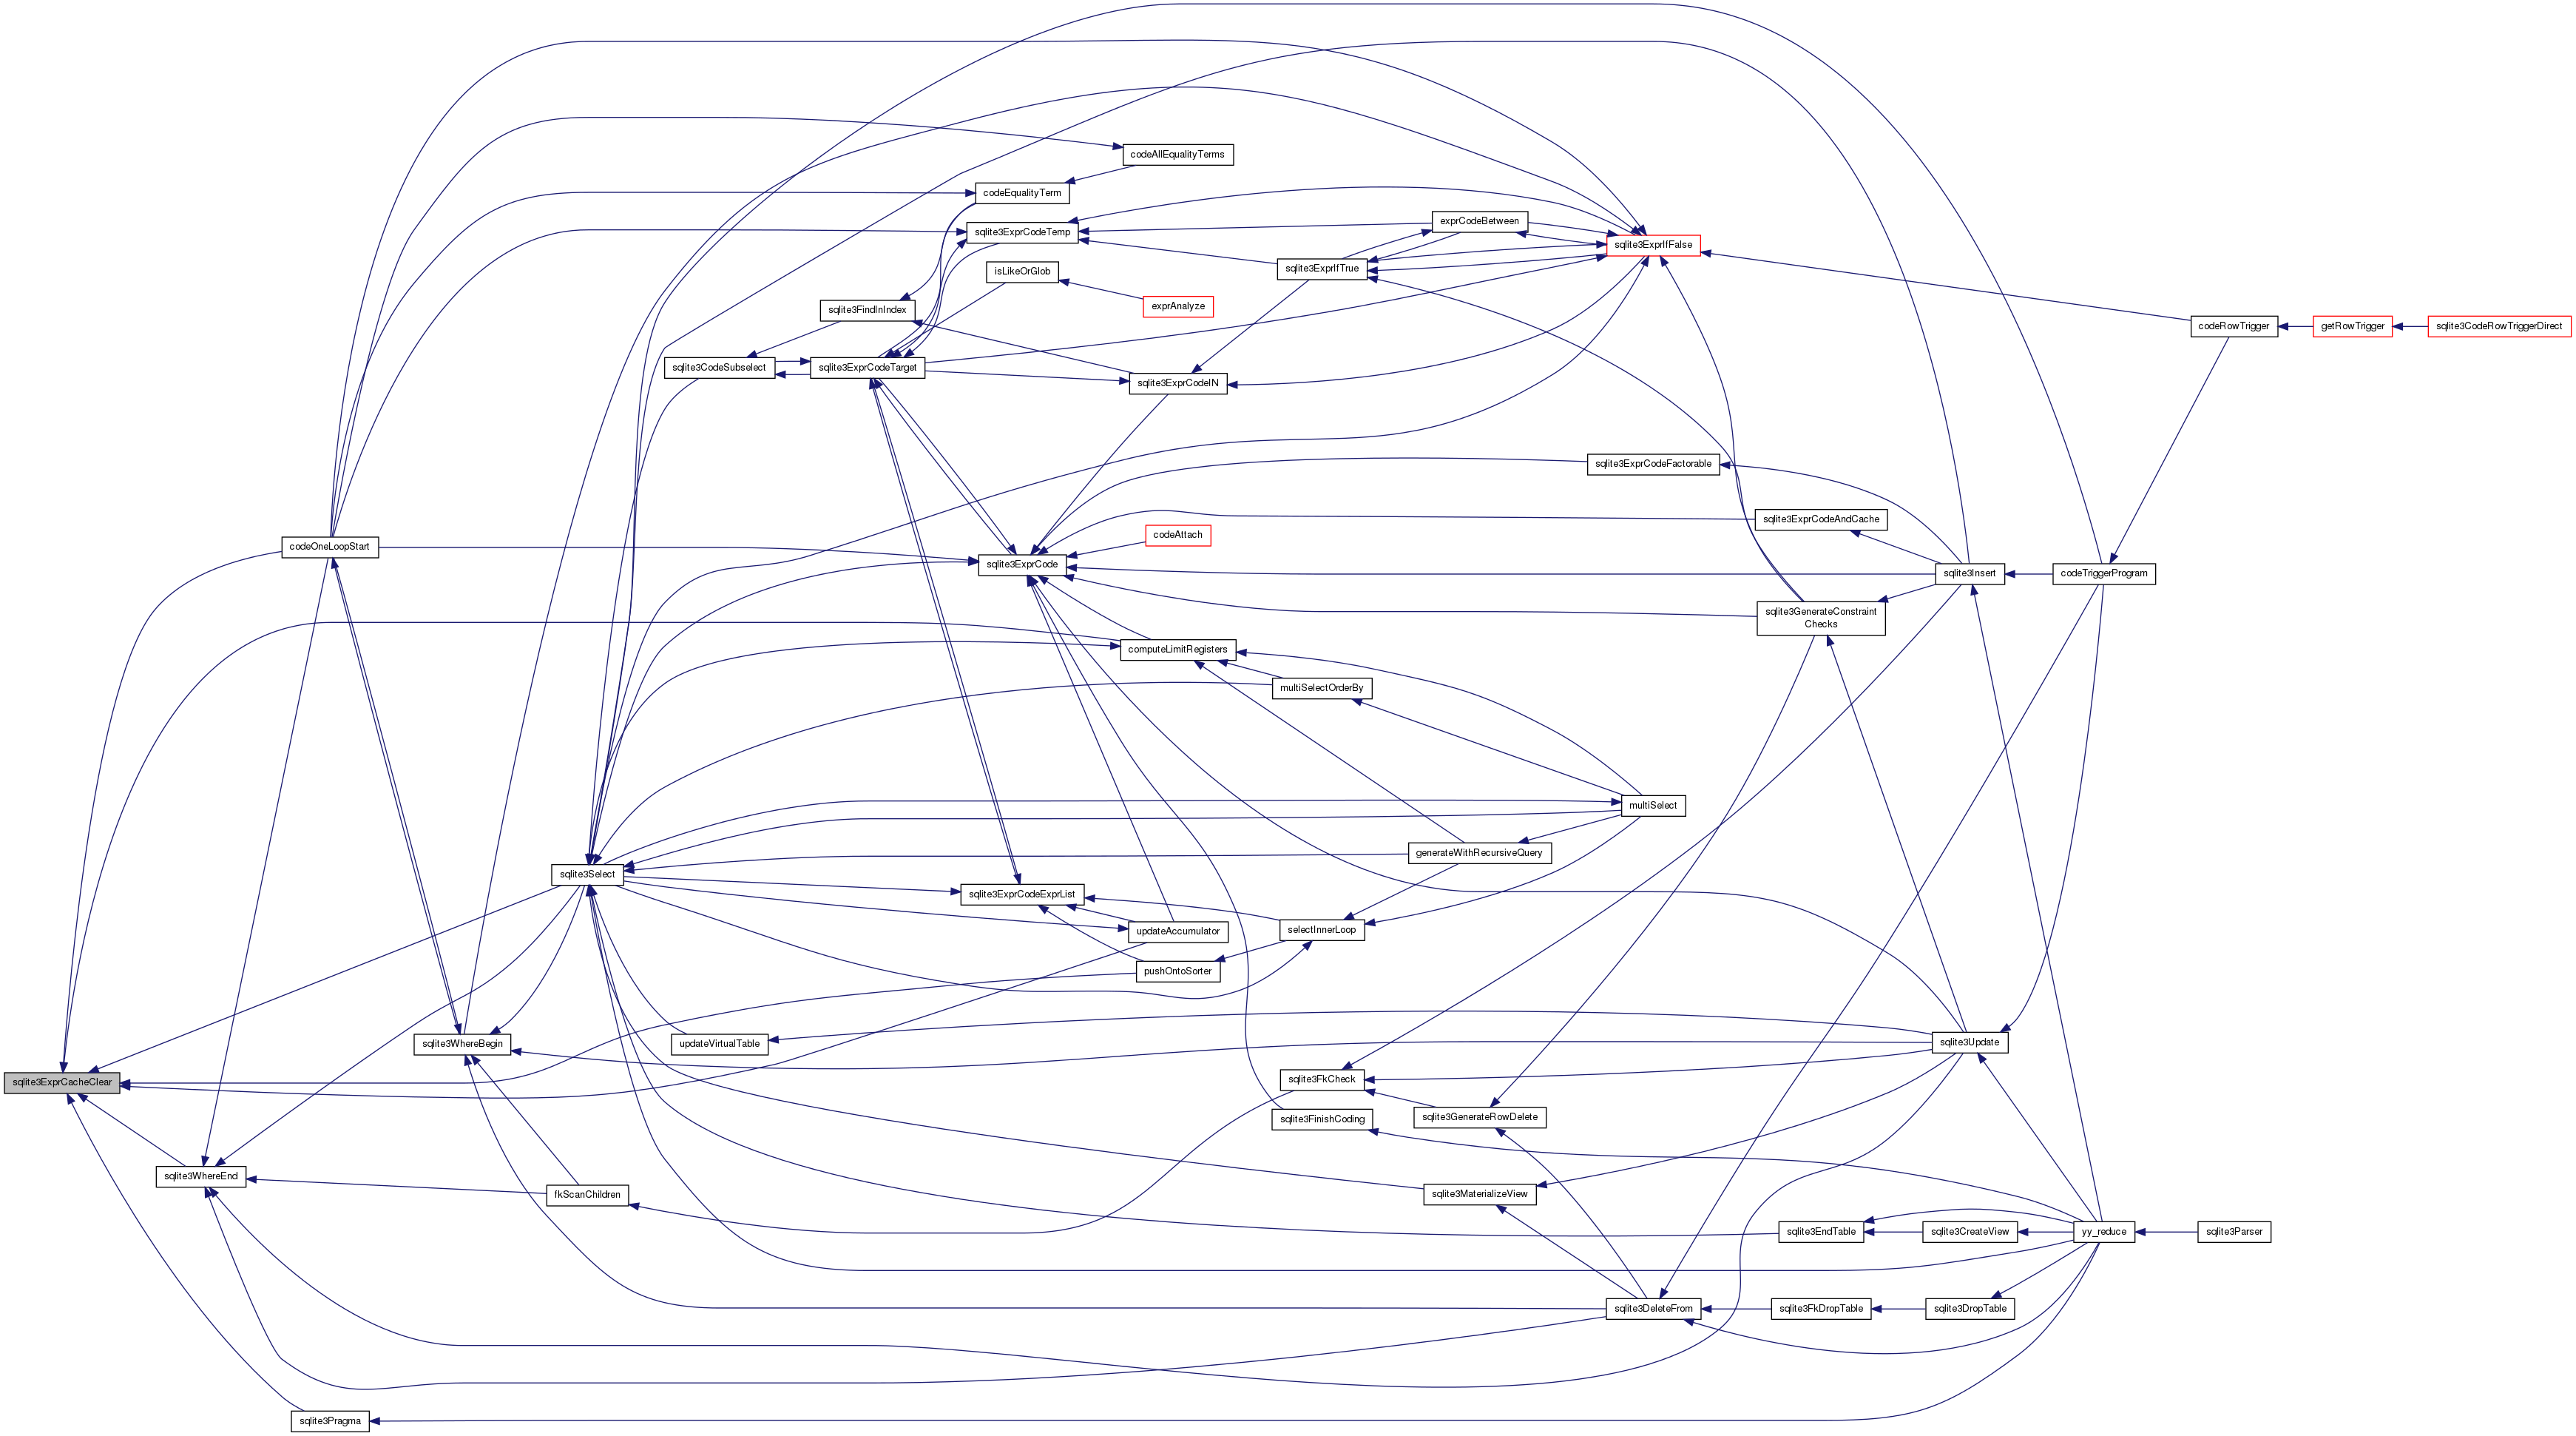 codeAllEqualityTerms
codeEqualityTerm
exprCodeBetween
sqlite3ExprCodeTemp
sqlite3ExprIfFalse
sqlite3ExprIfTrue
isLikeOrGlob
exprAnalyze
sqlite3FindInIndex
codeRowTrigger
getRowTrigger
sqlite3CodeRowTriggerDirect
sqlite3CodeSubselect
sqlite3ExprCodeTarget
sqlite3ExprCodeIN
sqlite3ExprCodeFactorable
sqlite3ExprCodeAndCache
codeAttach
codeOneLoopStart
sqlite3ExprCode
sqlite3Insert
codeTriggerProgram
sqlite3GenerateConstraint
Checks
computeLimitRegisters
multiSelectOrderBy
multiSelect
generateWithRecursiveQuery
sqlite3Select
sqlite3ExprCodeExprList
selectInnerLoop
updateAccumulator
pushOntoSorter
sqlite3WhereBegin
updateVirtualTable
sqlite3Update
sqlite3ExprCacheClear
sqlite3FkCheck
sqlite3FinishCoding
sqlite3GenerateRowDelete
sqlite3WhereEnd
fkScanChildren
sqlite3MaterializeView
sqlite3EndTable
sqlite3CreateView
yy_reduce
sqlite3Parser
sqlite3DeleteFrom
sqlite3FkDropTable
sqlite3DropTable
sqlite3Pragma